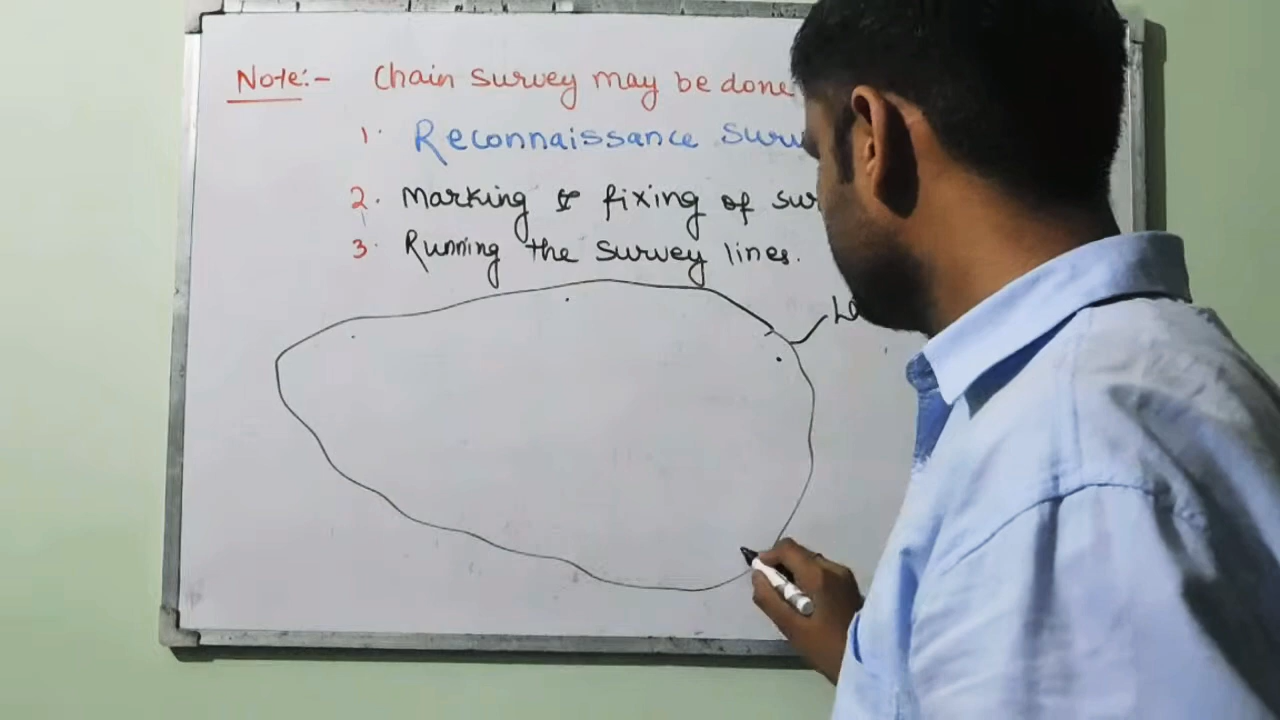 Note:- Chain survey may be done
1. Reconnaissance
2. Marking & fixing of
3. Running the survey lines.